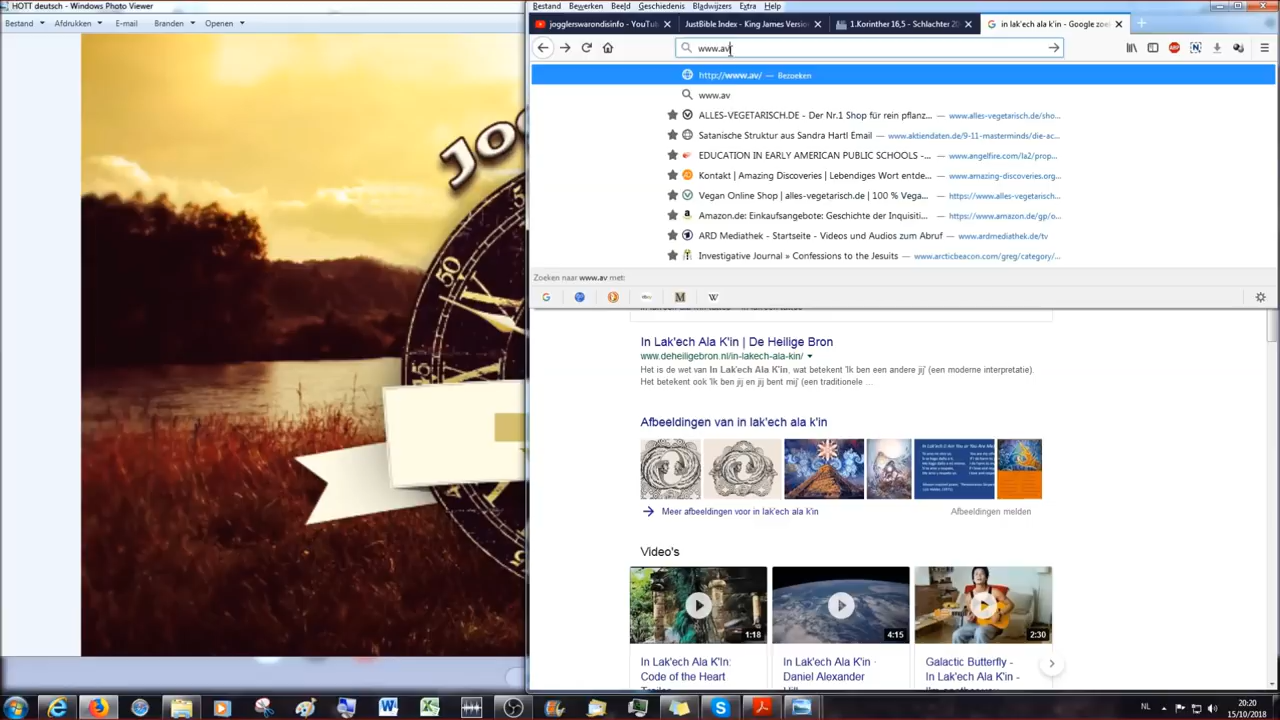 HOTT deutsch - Windows Photo Viewer
Bestand Afdrukken E-mail Branden Openen
Jo
50
55
Bestand Bewerken Beeld Geschiedenis Bladwijzers Extra Help
jogglerswarondisinfo - YouTu
JustBible Index - King James Versio
1.Korinther 16,5 - Schlachter 20
in lak'ech ala k'in - Google zoe
www.av
http://www.av/ — Bezoeken
www.av
ALLES-VEGETARISCH.DE - Der Nr.1 Shop für rein pflanz... — www.alles-vegetarisch.de/sho...
Satanische Struktur aus Sandra Hartl Email — www.aktiendaten.de/9-11-masterminds/die-ac...
EDUCATION IN EARLY AMERICAN PUBLIC SCHOOLS -... — www.angelfire.com/la2/prop...
Kontakt | Amazing Discoveries | Lebendiges Wort entde... — www.amazing-discoveries.org...
Vegan Online Shop | alles-vegetarisch.de | 100 % Vega... — https://www.alles-vegetarisch...
Amazon.de: Einkaufsangebote: Geschichte der Inquisiti... — https://www.amazon.de/gp/o...
ARD Mediathek - Startseite - Videos und Audios zum Abruf — www.ardmediathek.de/tv
Investigative Journal » Confessions to the Jesuits — www.arcticbeacon.com/greg/category/...
Zoeken naar www.av met:
In Lak'ech Ala K'in | De Heilige Bron
www.deheiligebron.nl/in-lakech-ala-kin/
Het is de wet van In Lak'ech Ala K'in, wat betekent 'Ik ben een andere jij' (een moderne interpretatie).
Het betekent ook 'Ik ben jij en jij bent mij' (een traditionele ...
Afbeeldingen van in lak'ech ala k'in
Meer afbeeldingen voor in lak'ech ala k'in Afbeeldingen melden
Video's
1:18 4:15 2:30
In Lak'ech Ala K'In:
Code of the Heart
In Lak'ech Ala K'in ·
Daniel Alexander
Galactic Butterfly -
In Lak'ech Ala K'in -
NL
20:20
15/10/2018